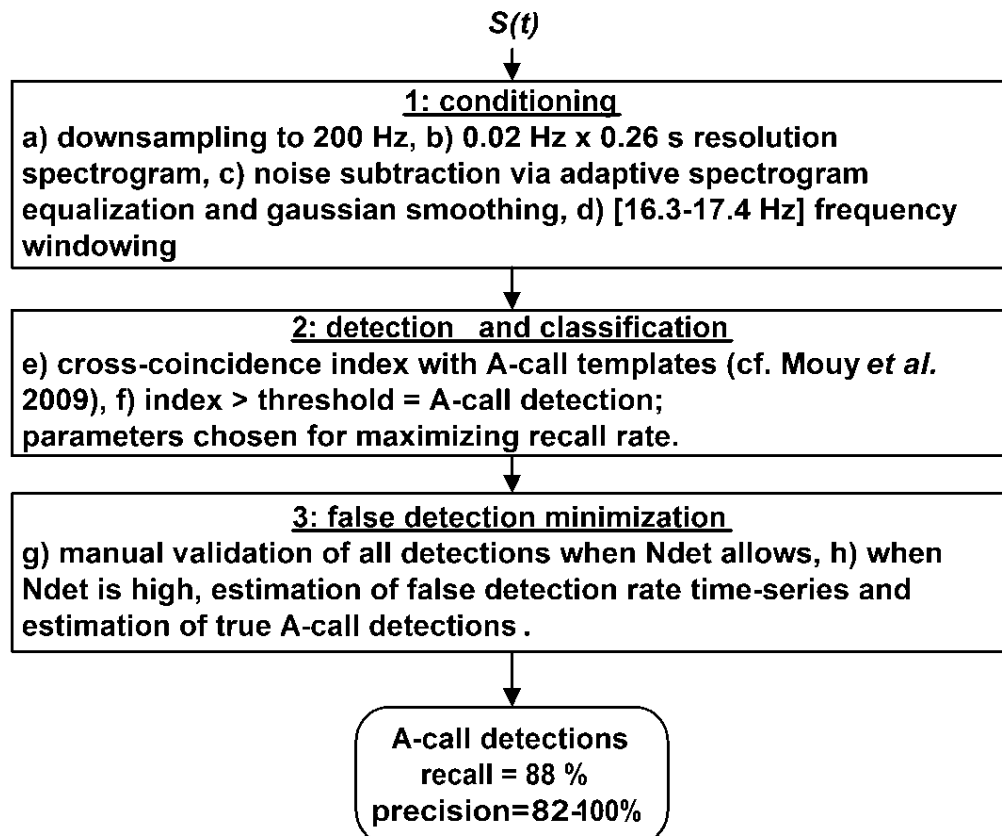 S(t)
1: conditioning
a) downsampling to 200 Hz, b) 0.02 Hz x 0.26 s resolution
spectrogram, c) noise subtraction via adaptive spectrogram
equalization and gaussian smoothing, d) [16.3-17.4 Hz] frequency
windowing
2: detection and classification
e) cross-coincidence index with A-call templates (cf. Mouy et al.
2009), f) index > threshold = A-call detection;
parameters chosen for maximizing recall rate.
3: false detection minimization
g) manual validation of all detections when Ndet allows, h) when
Ndet is high, estimation of false detection rate time-series and
estimation of true A-call detections .
A-call detections
recall = 88 %
precision=82-100%